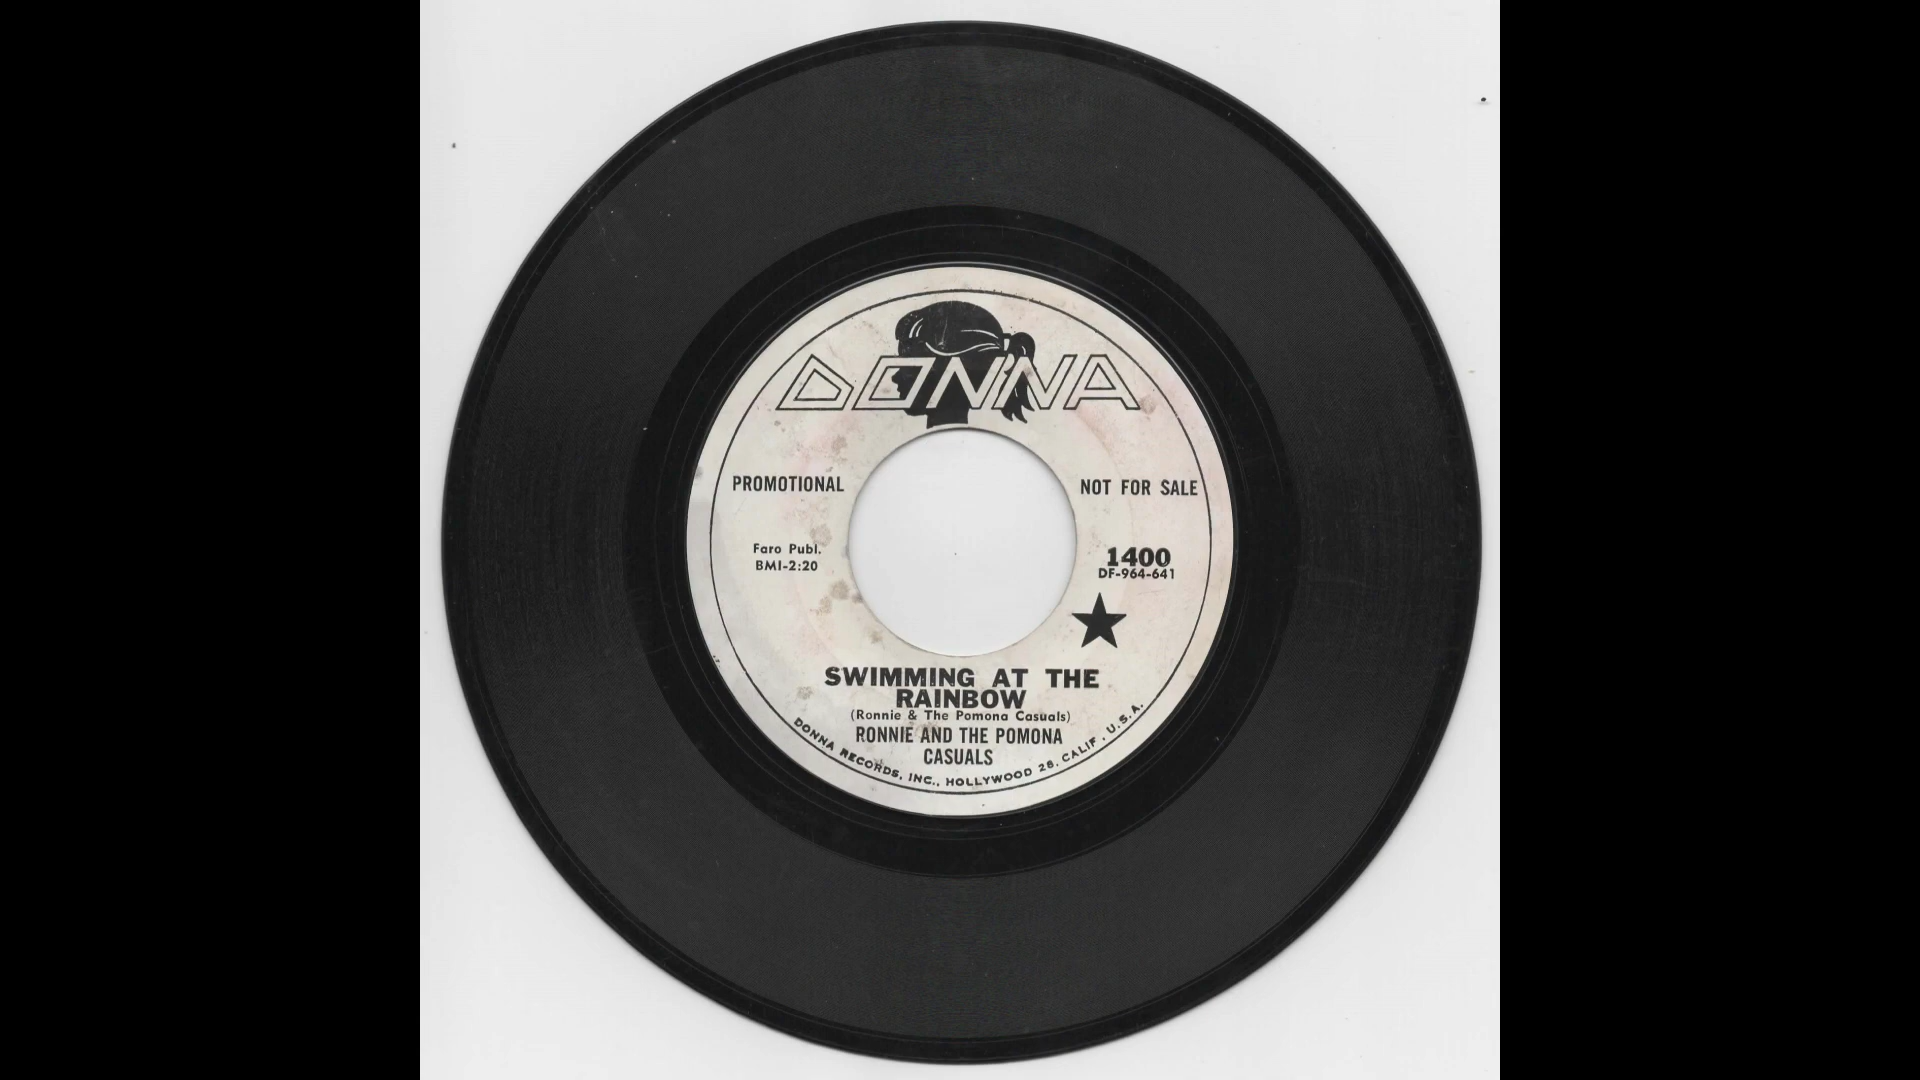 DONNA
PROMOTIONAL
NOT FOR SALE
Faro Publ.
BMI-2:20
1400
DF-964-641
SWIMMING AT THE
RAINBOW
(Ronnie & The Pomona Casuals)
RONNIE AND THE POMONA
CASUALS
DONNA RECORDS, INC., HOLLYWOOD 28, CALIF., U.S.A.